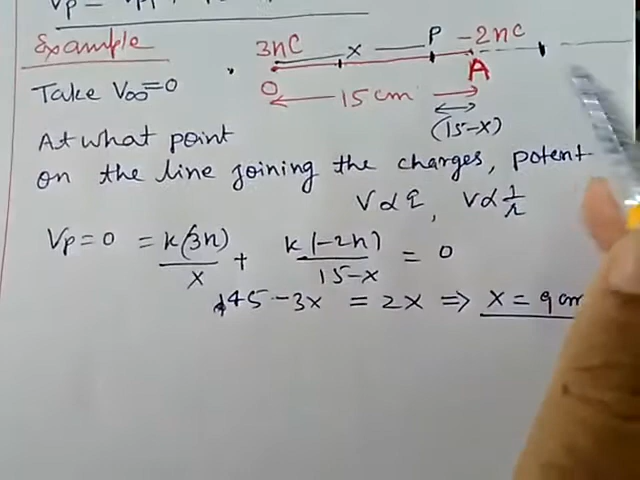 Example
3nC x P -2nC
Take V∞=0
O A
15cm
(15-x)
At what point
on the line joining the charges, potent
V∝q, V∝1/r
Vp=0 = k(3n)/x + k(-2n)/15-x = 0
45-3x = 2x ⇒ x = 9cm